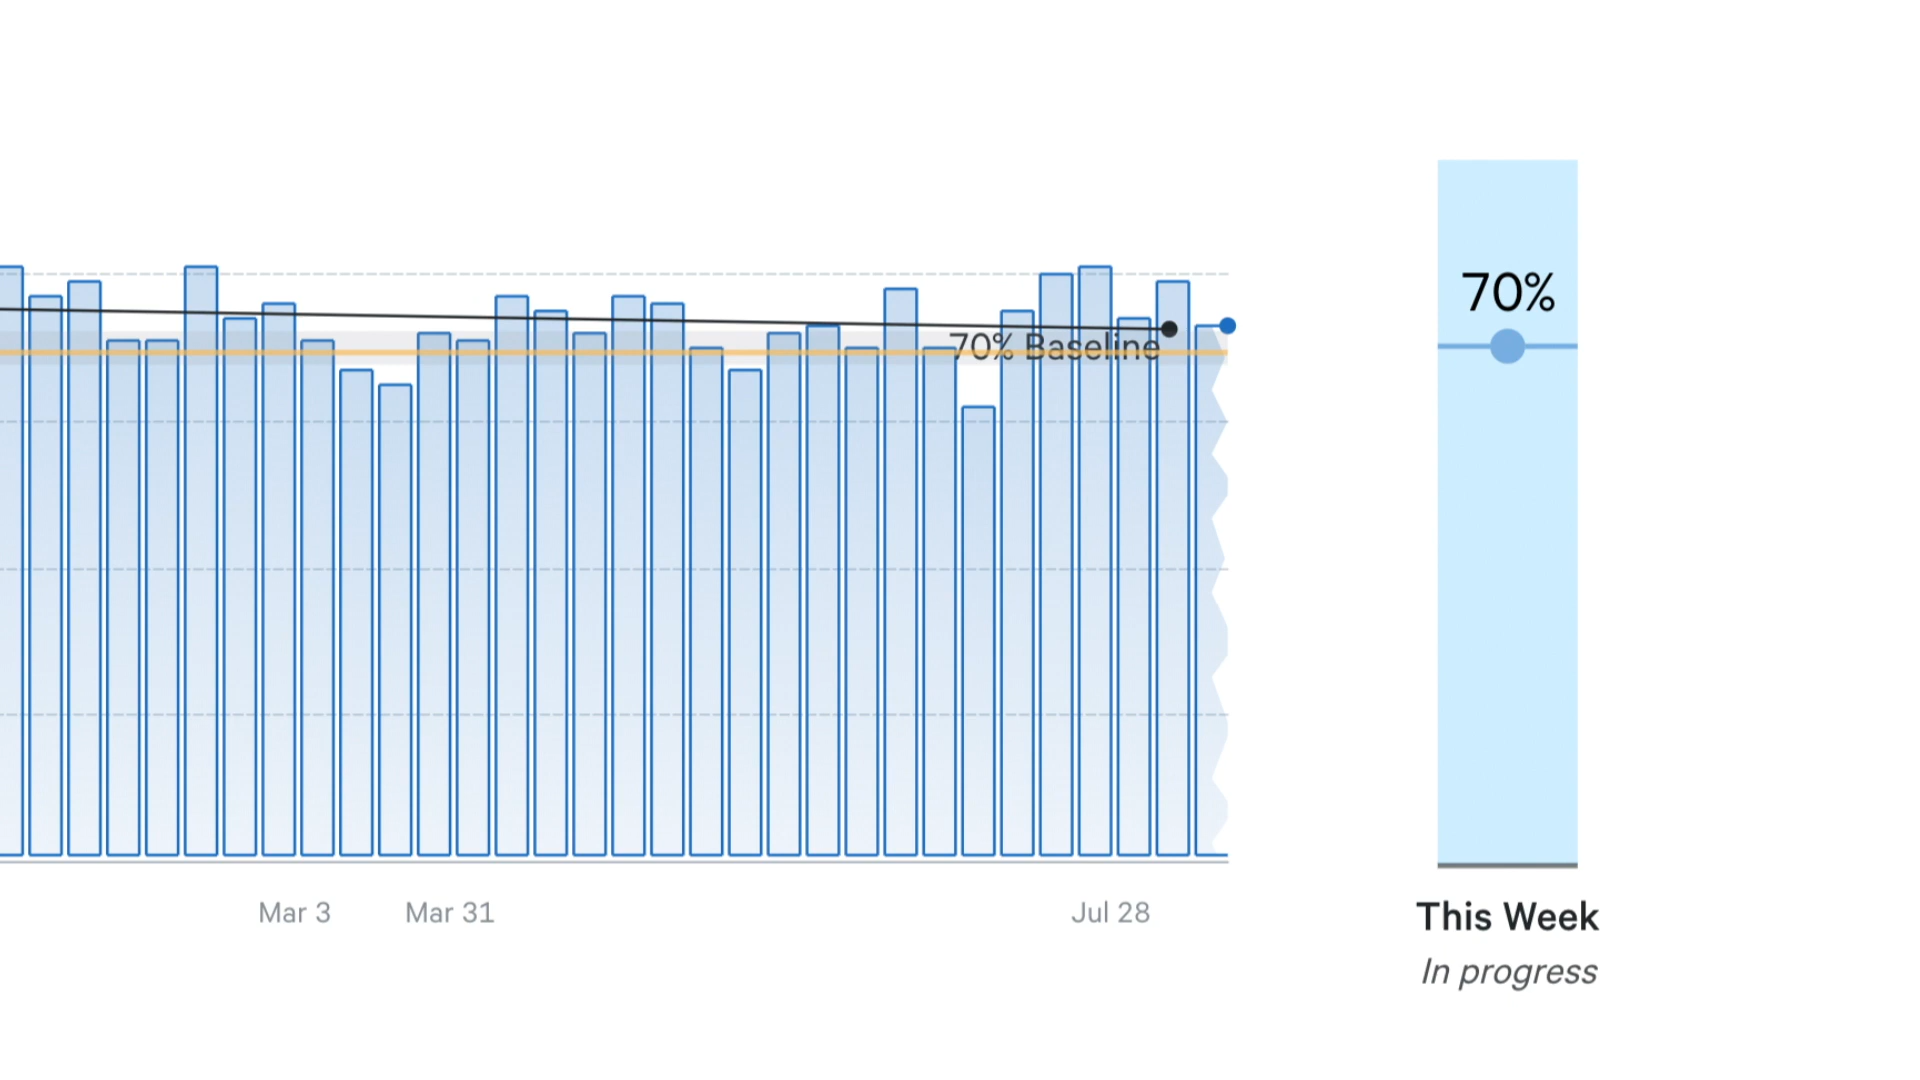 70%
70% Baseline
Mar 3
Mar 31
Jul 28
This Week
In progress